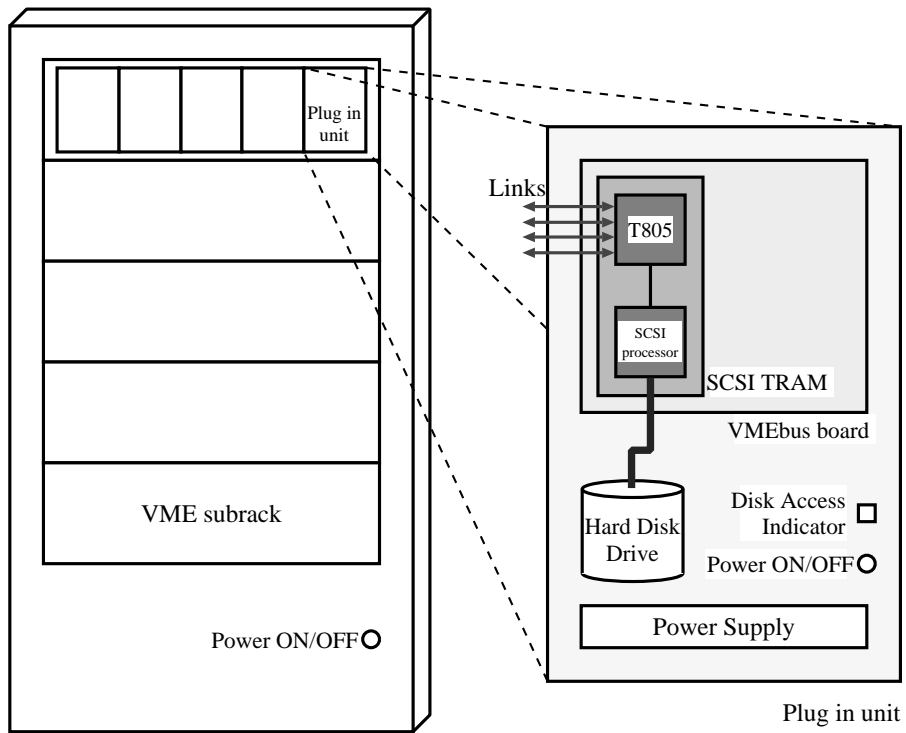 Plug in
unit
VME subrack
Power ON/OFF
Links
T805
SCSI
processor
SCSI TRAM
VMEbus board
Hard Disk
Drive
Disk Access
Indicator
Power ON/OFF
Power Supply
Plug in unit